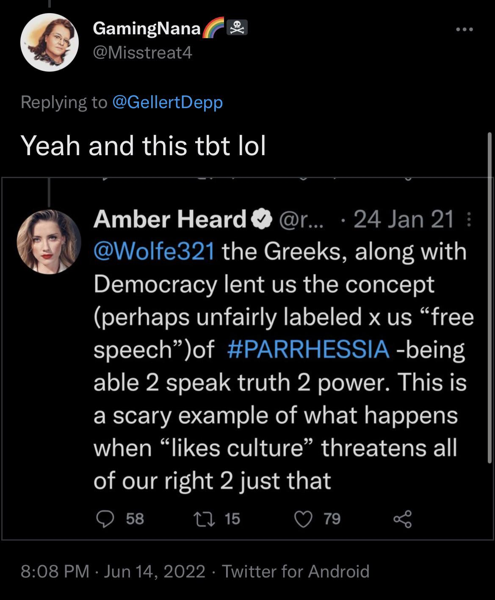 GamingNana🌈🏴‍☠️
@Misstreat4
Replying to @GellertDepp
Yeah and this tbt lol
Amber Heard @r... · 24 Jan 21
@Wolfe321 the Greeks, along with
Democracy lent us the concept
(perhaps unfairly labeled x us “free
speech”)of #PARRHESSIA -being
able 2 speak truth 2 power. This is
a scary example of what happens
when “likes culture” threatens all
of our right 2 just that
58 15 79
8:08 PM · Jun 14, 2022 · Twitter for Android